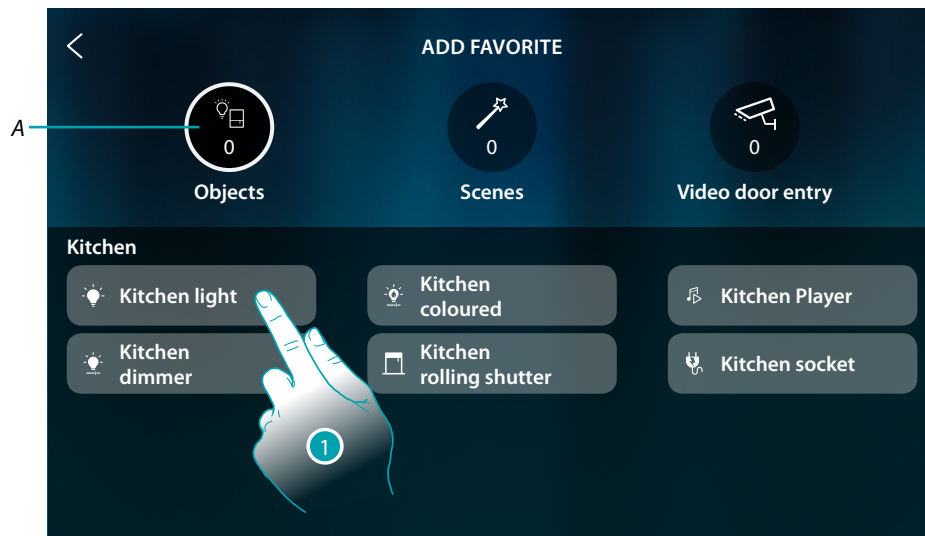 ADD FAVORITE
A
0
0
0
Objects
Scenes
Video door entry
Kitchen
Kitchen light
Kitchen
coloured
Kitchen Player
Kitchen
dimmer
Kitchen
rolling shutter
Kitchen socket
1